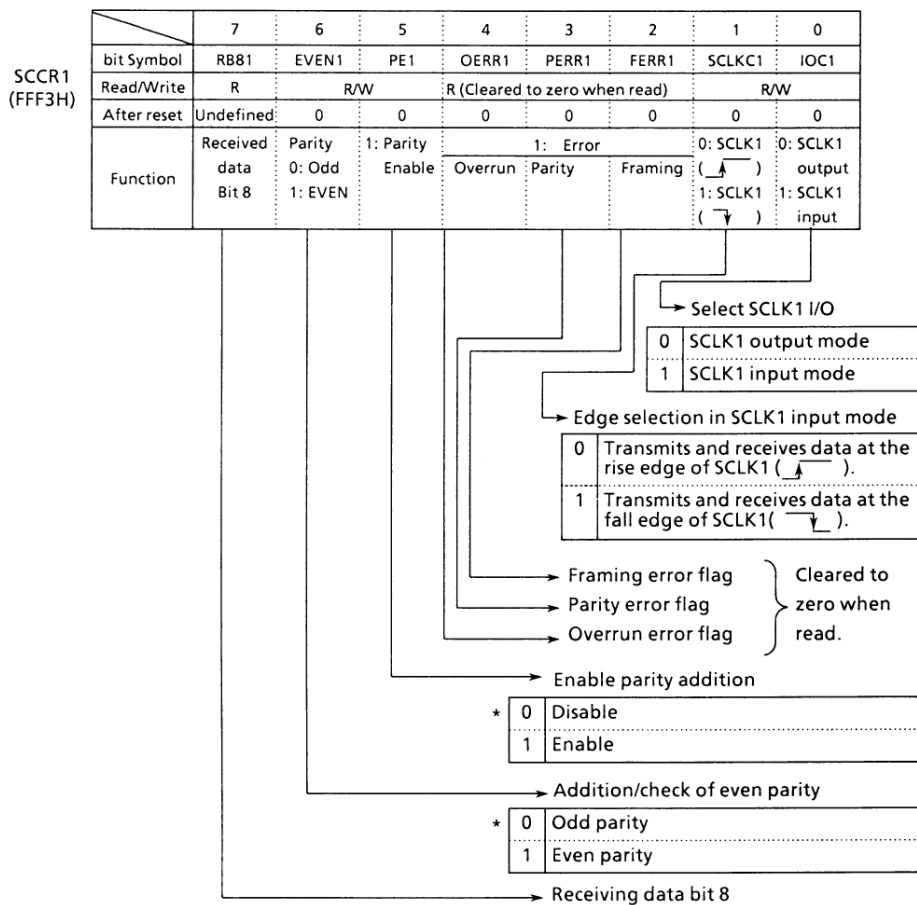 7 6 5 4 3 2 1 0
bit Symbol RB81 EVEN1 PE1 OERR1 PERR1 FERR1 SCLKC1 IOC1
SCCR1
(FFF3H)
Read/Write R R/W R (Cleared to zero when read) R/W
After reset Undefined 0 0 0 0 0 0 0
Function
Received
data
Bit 8
Parity
0: Odd
1: EVEN
1: Parity
Enable
1: Error
Overrun Parity Framing
0: SCLK1
( )
1: SCLK1
( )
0: SCLK1
output
1: SCLK1
input
Select SCLK1 I/O
0 SCLK1 output mode
1 SCLK1 input mode
Edge selection in SCLK1 input mode
0 Transmits and receives data at the
rise edge of SCLK1 ( ).
1 Transmits and receives data at the
fall edge of SCLK1( ).
Framing error flag
Parity error flag
Overrun error flag
Cleared to
zero when
read.
Enable parity addition
* 0 Disable
1 Enable
Addition/check of even parity
* 0 Odd parity
1 Even parity
Receiving data bit 8